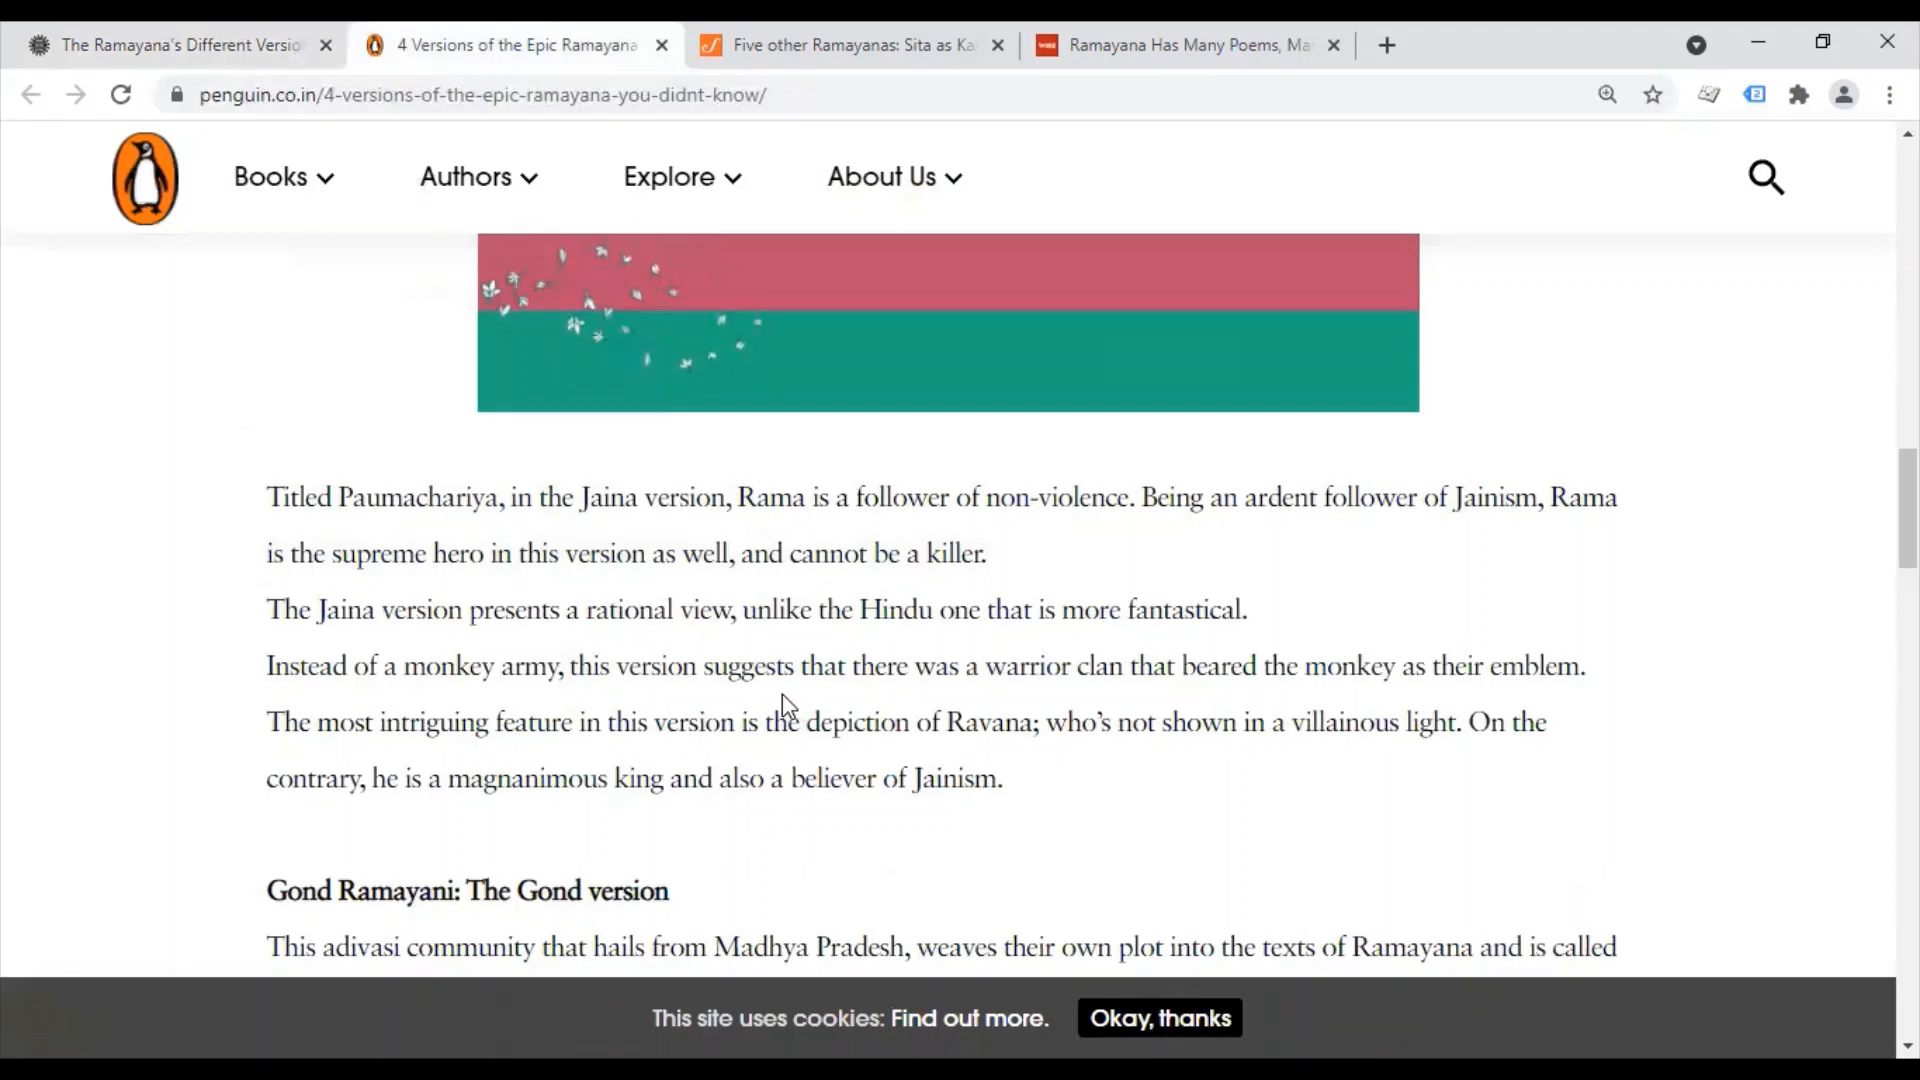 The Ramayana's Different Versio
4 Versions of the Epic Ramayana
Five other Ramayanas: Sita as Ka
WIRE
Ramayana Has Many Poems, Ma
penguin.co.in/4-versions-of-the-epic-ramayana-you-didnt-know/
2
Books
Authors
Explore
About Us
Titled Paumachariya, in the Jaina version, Rama is a follower of non-violence. Being an ardent follower of Jainism, Rama
is the supreme hero in this version as well, and cannot be a killer.
The Jaina version presents a rational view, unlike the Hindu one that is more fantastical.
Instead of a monkey army, this version suggests that there was a warrior clan that beared the monkey as their emblem.
The most intriguing feature in this version is the depiction of Ravana; who's not shown in a villainous light. On the
contrary, he is a magnanimous king and also a believer of Jainism.
Gond Ramayani: The Gond version
This adivasi community that hails from Madhya Pradesh, weaves their own plot into the texts of Ramayana and is called
This site uses cookies: Find out more.
Okay, thanks